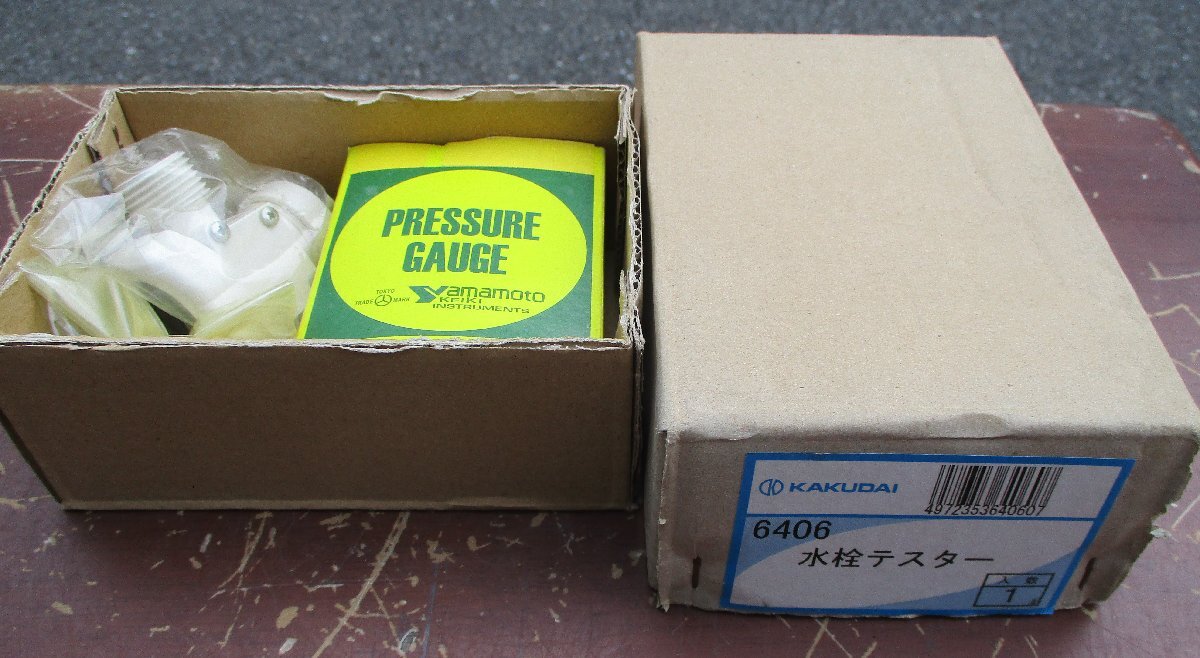 PRESSURE
GAUGE
TOKYO
TRADE MARK
Yamamoto
KEIKI
INSTRUMENTS
KAKUDAI
4972353640607
6406
水栓テスター
入数
1